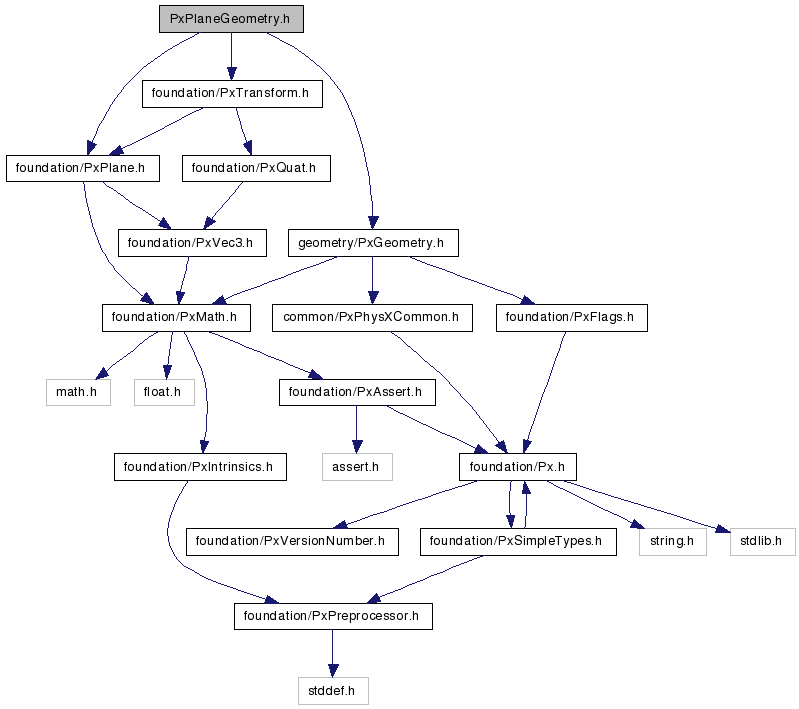 PxPlaneGeometry.h
foundation/PxTransform.h
foundation/PxPlane.h
foundation/PxQuat.h
foundation/PxVec3.h
geometry/PxGeometry.h
foundation/PxMath.h
common/PxPhysXCommon.h
foundation/PxFlags.h
math.h
float.h
foundation/PxAssert.h
foundation/PxIntrinsics.h
assert.h
foundation/Px.h
foundation/PxVersionNumber.h
foundation/PxSimpleTypes.h
string.h
stdlib.h
foundation/PxPreprocessor.h
stddef.h